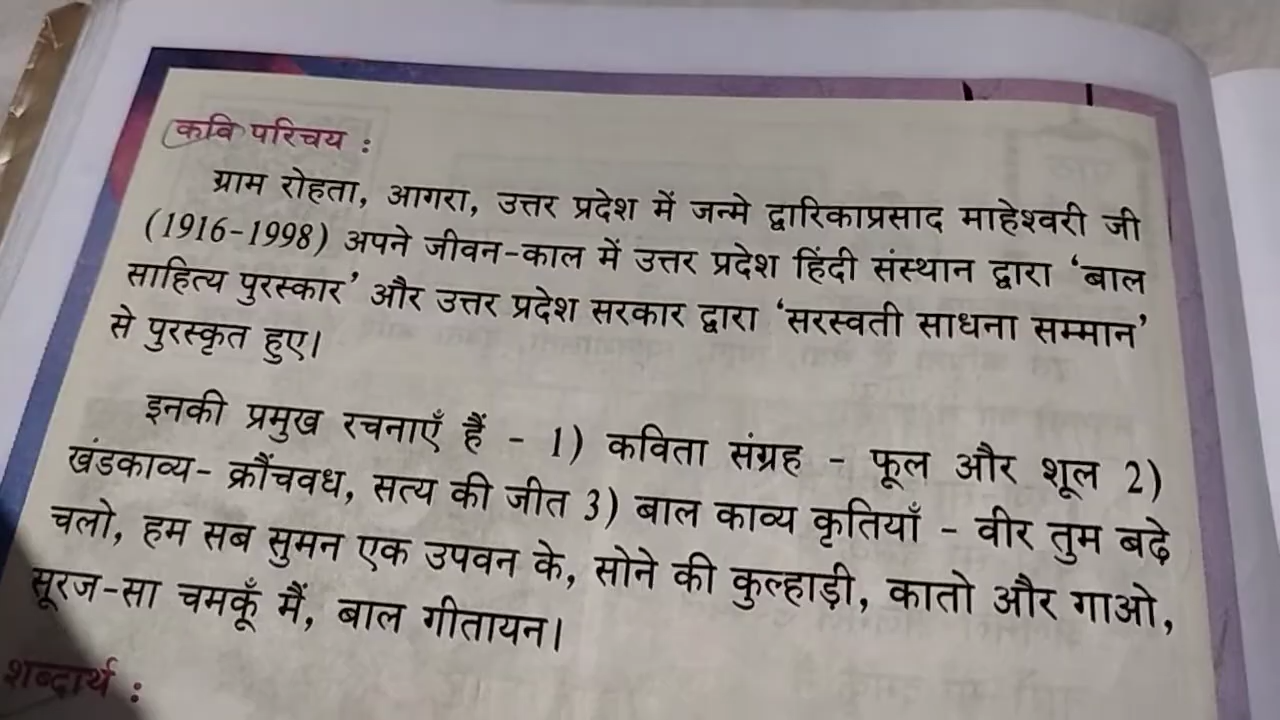 कवि परिचय :
ग्राम रोहता, आगरा, उत्तर प्रदेश में जन्मे द्वारिकाप्रसाद माहेश्वरी जी
(1916-1998) अपने जीवन-काल में उत्तर प्रदेश हिंदी संस्थान द्वारा ‘बाल
साहित्य पुरस्कार’ और उत्तर प्रदेश सरकार द्वारा ‘सरस्वती साधना सम्मान’
से पुरस्कृत हुए।
इनकी प्रमुख रचनाएँ हैं - 1) कविता संग्रह - फूल और शूल 2)
खंडकाव्य- क्रौंचवध, सत्य की जीत 3) बाल काव्य कृतियाँ - वीर तुम बढ़े
चलो, हम सब सुमन एक उपवन के, सोने की कुल्हाड़ी, कातो और गाओ,
सूरज-सा चमकूँ मैं, बाल गीतायन।
शब्दार्थ :